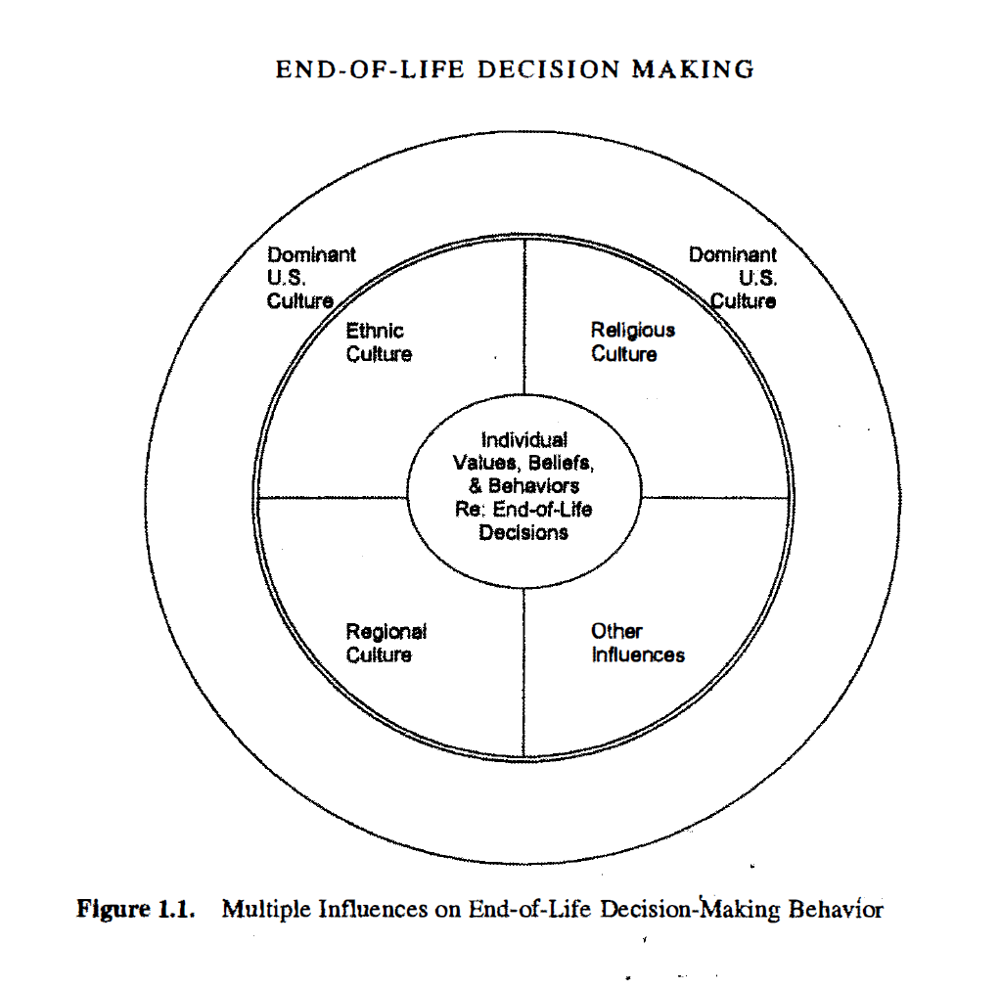 END-OF-LIFE DECISION MAKING
Dominant
U.S.
Culture
Dominant
U.S.
Culture
Ethnic
Culture
Religious
Culture
Individual
Values, Beliefs,
& Behaviors
Re: End-of-Life
Decisions
Regional
Culture
Other
Influences
Figure 1.1. Multiple Influences on End-of-Life Decision-Making Behavior